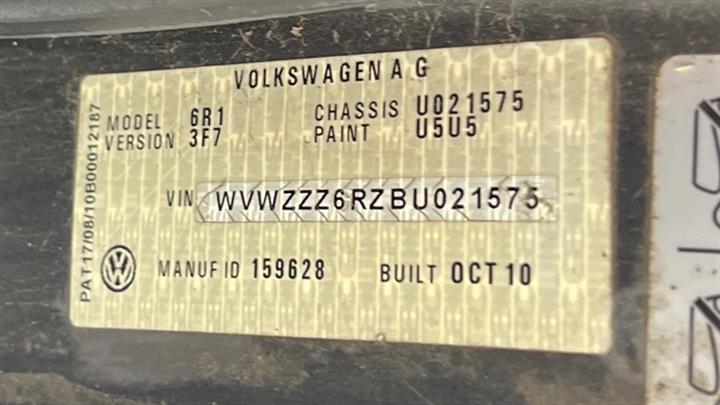 VOLKSWAGEN A G
MODEL 6R1 CHASSIS U021575
VERSION 3F7 PAINT U5U5
VIN WVWZZZ6RZBU021575
MANUF ID 159628 BUILT OCT 10
PAT17/08/10B00012187